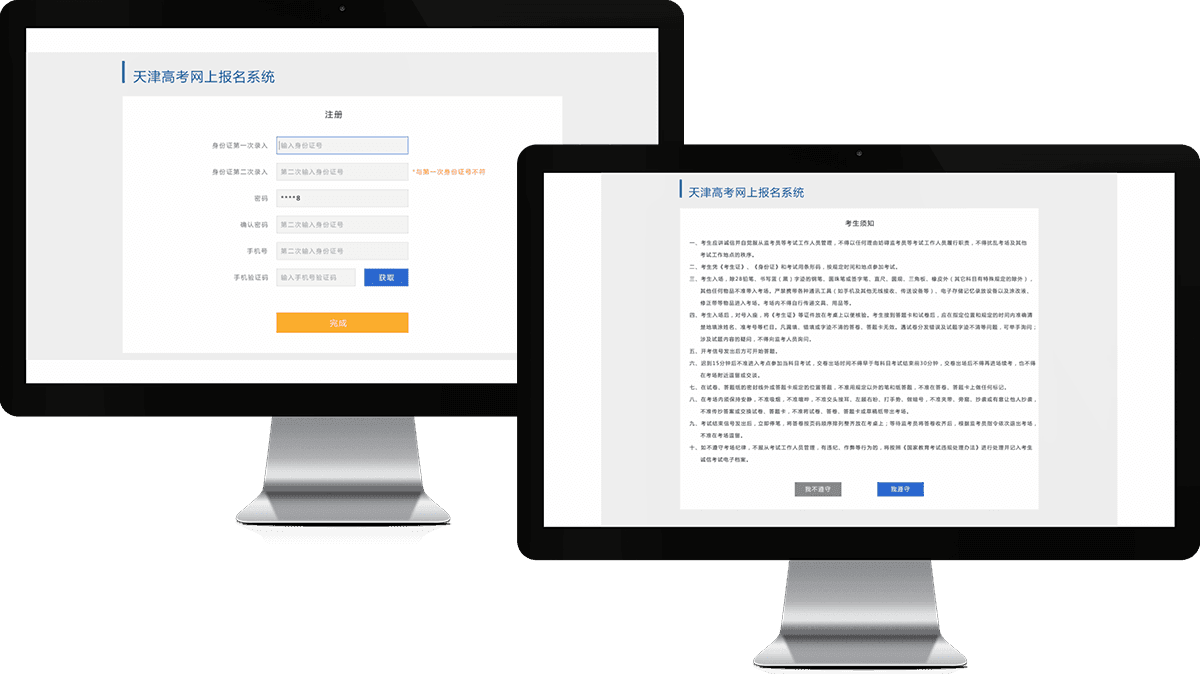 天津高考网上报名系统
注册
身份证第一次录入 输入身份证号
身份证第二次录入 第二次输入身份证号 *与第一次身份证号不符
密码 ****8
确认密码 第二次输入身份证号
手机号 第二次输入身份证号
手机验证码 输入手机号验证码 获取
完成
天津高考网上报名系统
考生须知
一、考生应讲诚信并自觉服从监考员等考试工作人员管理，不得以任何理由妨碍监考员等考试工作人员履行职责，不得扰乱考场及其他
考试工作地点的秩序。
二、考生凭《考生证》、《身份证》和考试用条形码，按规定时间和地点参加考试。
三、考生入场，除2B铅笔、书写蓝（黑）字迹的钢笔、圆珠笔或签字笔、直尺、圆规、三角板、橡皮外（其它科目有特殊规定的除外），
其他任何物品不准带入考场。严禁携带各种通讯工具（如手机及其他无线接收、传送设备等）、电子存储记忆录放设备以及涂改液、
修正带等物品进入考场。考场内不得自行传递文具、用品等。
四、考生入场后，对号入座，将《考生证》等证件放在考桌上以便核验。考生接到答题卡和试卷后，应在指定位置和规定的时间内准确清
楚地填涂姓名、准考号等栏目。凡漏填、错填或字迹不清的答卷、答题卡无效。遇试卷分发错误及试题字迹不清等问题，可举手询问；
涉及试题内容的疑问，不得向监考人员询问。
五、开考信号发出后方可开始答题。
六、迟到15分钟后不准进入考点参加当科目考试，交卷出场时间不得早于每科目考试结束前30分钟，交卷出场后不得再进场续考，也不得
在考场附近逗留或交谈。
七、在试卷、答题纸的密封线外或答题卡规定的位置答题，不准用规定以外的笔和纸答题，不准在答卷、答题卡上做任何标记。
八、在考场内须保持安静，不准吸烟，不准喧哗，不准交头接耳、左顾右盼、打手势、做暗号，不准夹带、旁窥、抄袭或有意让他人抄袭，
不准传抄答案或交换试卷、答题卡，不准将试卷、答卷、答题卡或草稿纸带出考场。
九、考试结束信号发出后，立即停笔，将答卷按页码顺序排列整齐放在考桌上；等待监考员将答卷收齐后，根据监考员指令依次退出考场，
不准在考场逗留。
十、如不遵守考场纪律，不服从考试工作人员管理，有违纪、作弊等行为的，将按照《国家教育考试违规处理办法》进行处理并记入考生
诚信考试电子档案。
我不遵守 我遵守